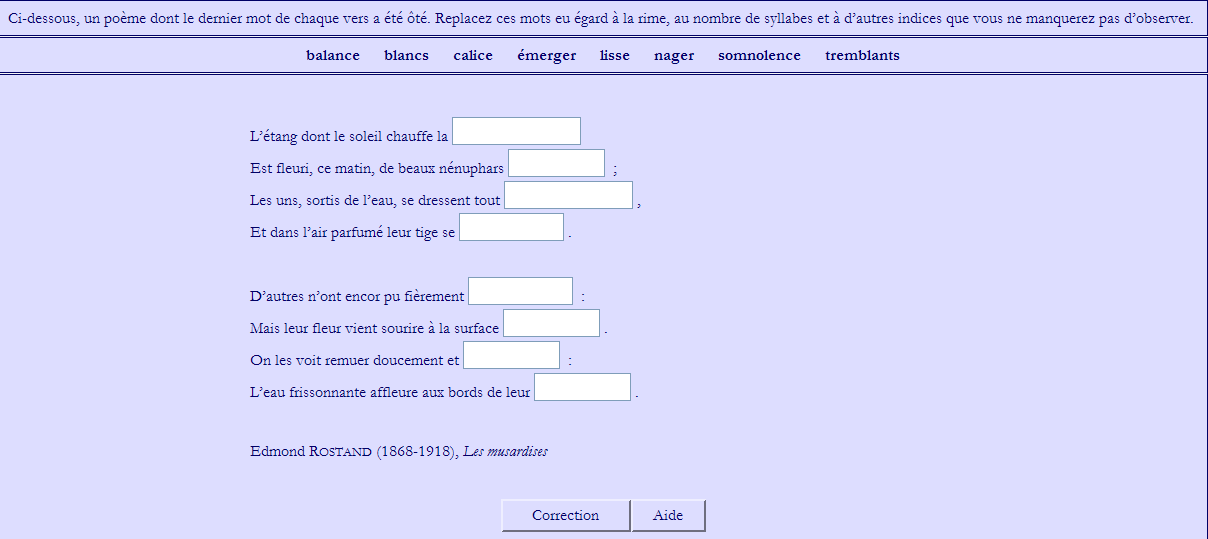 Ci-dessous, un poème dont le dernier mot de chaque vers a été ôté. Replacez ces mots eu égard à la rime, au nombre de syllabes et à d'autres indices que vous ne manquerez pas d'observer.
balance blancs calice émerger lisse nager somnolence tremblants
L'étang dont le soleil chauffe la
Est fleuri, ce matin, de beaux nénuphars ;
Les uns, sortis de l'eau, se dressent tout ,
Et dans l'air parfumé leur tige se .
D'autres n'ont encor pu fièrement :
Mais leur fleur vient sourire à la surface .
On les voit remuer doucement et :
L'eau frissonnante affleure aux bords de leur .
Edmond ROSTAND (1868-1918), Les musardises
Correction Aide